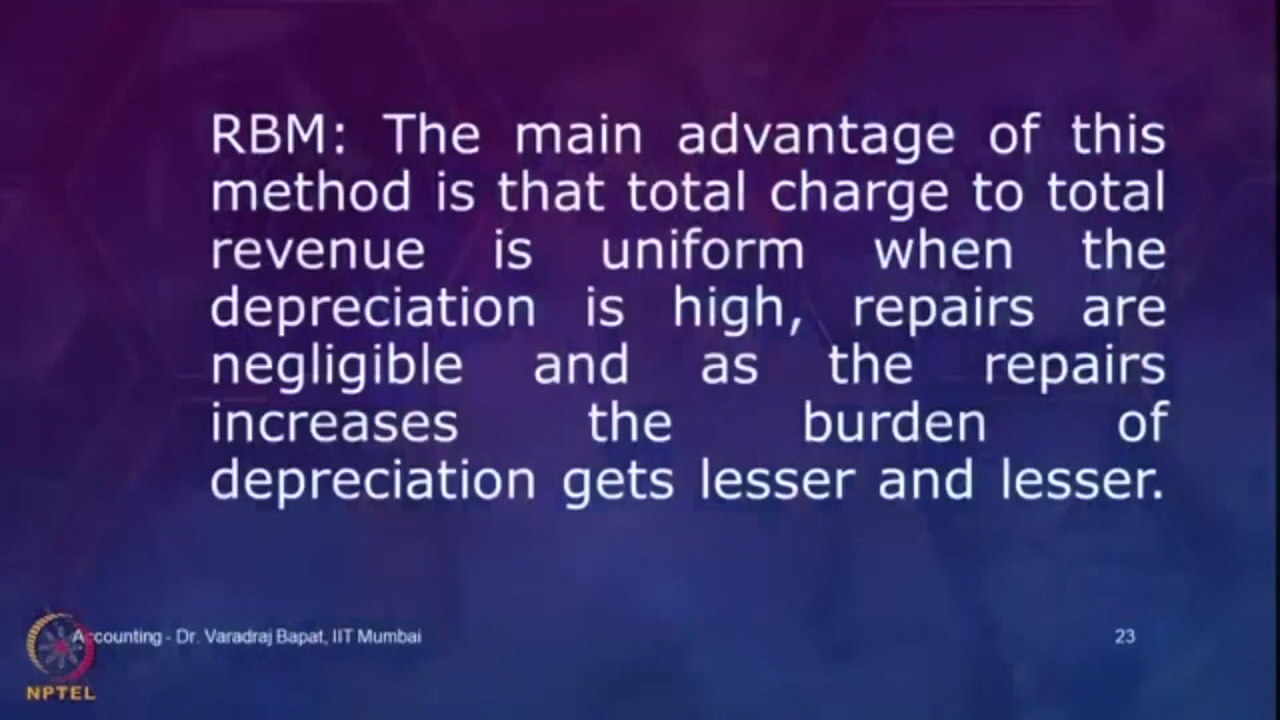 RBM: The main advantage of this
method is that total charge to total
revenue is uniform when the
depreciation is high, repairs are
negligible and as the repairs
increases the burden of
depreciation gets lesser and lesser.
Accounting - Dr. Varadraj Bapat, IIT Mumbai
23
NPTEL